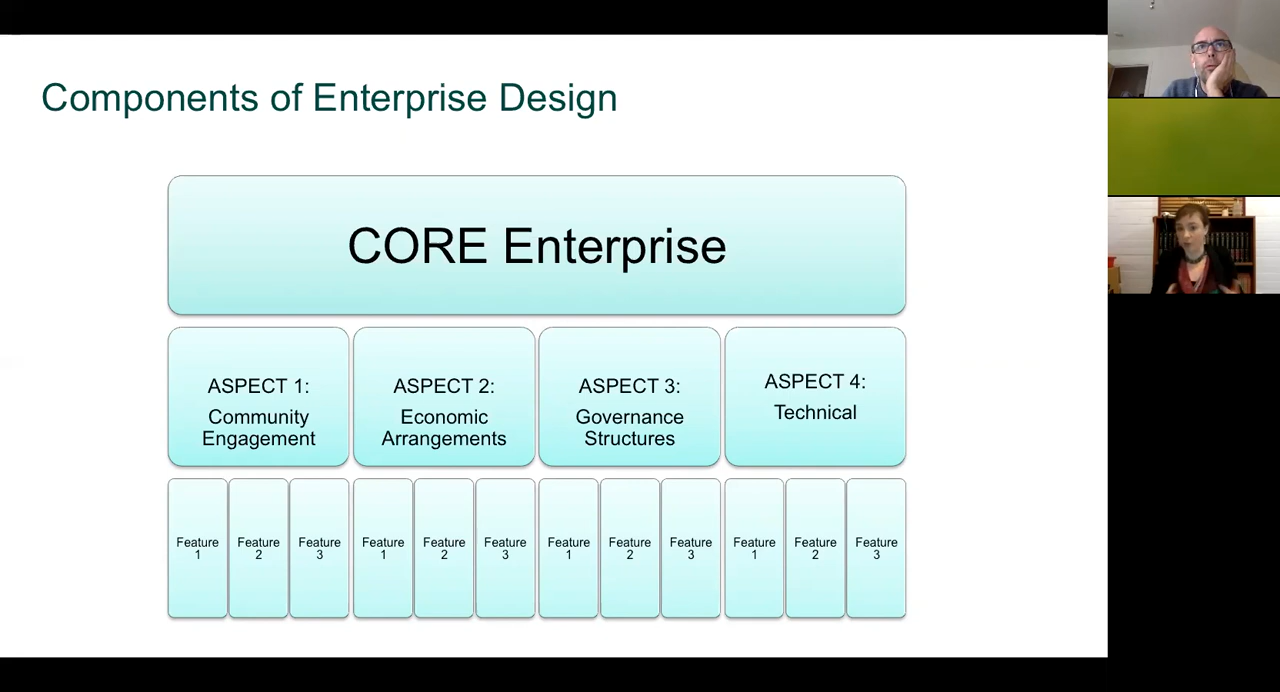 Components of Enterprise Design
CORE Enterprise
ASPECT 1:
Community
Engagement
ASPECT 2:
Economic
Arrangements
ASPECT 3:
Governance
Structures
ASPECT 4:
Technical
Feature
1
Feature
2
Feature
3
Feature
1
Feature
2
Feature
3
Feature
1
Feature
2
Feature
3
Feature
1
Feature
2
Feature
3